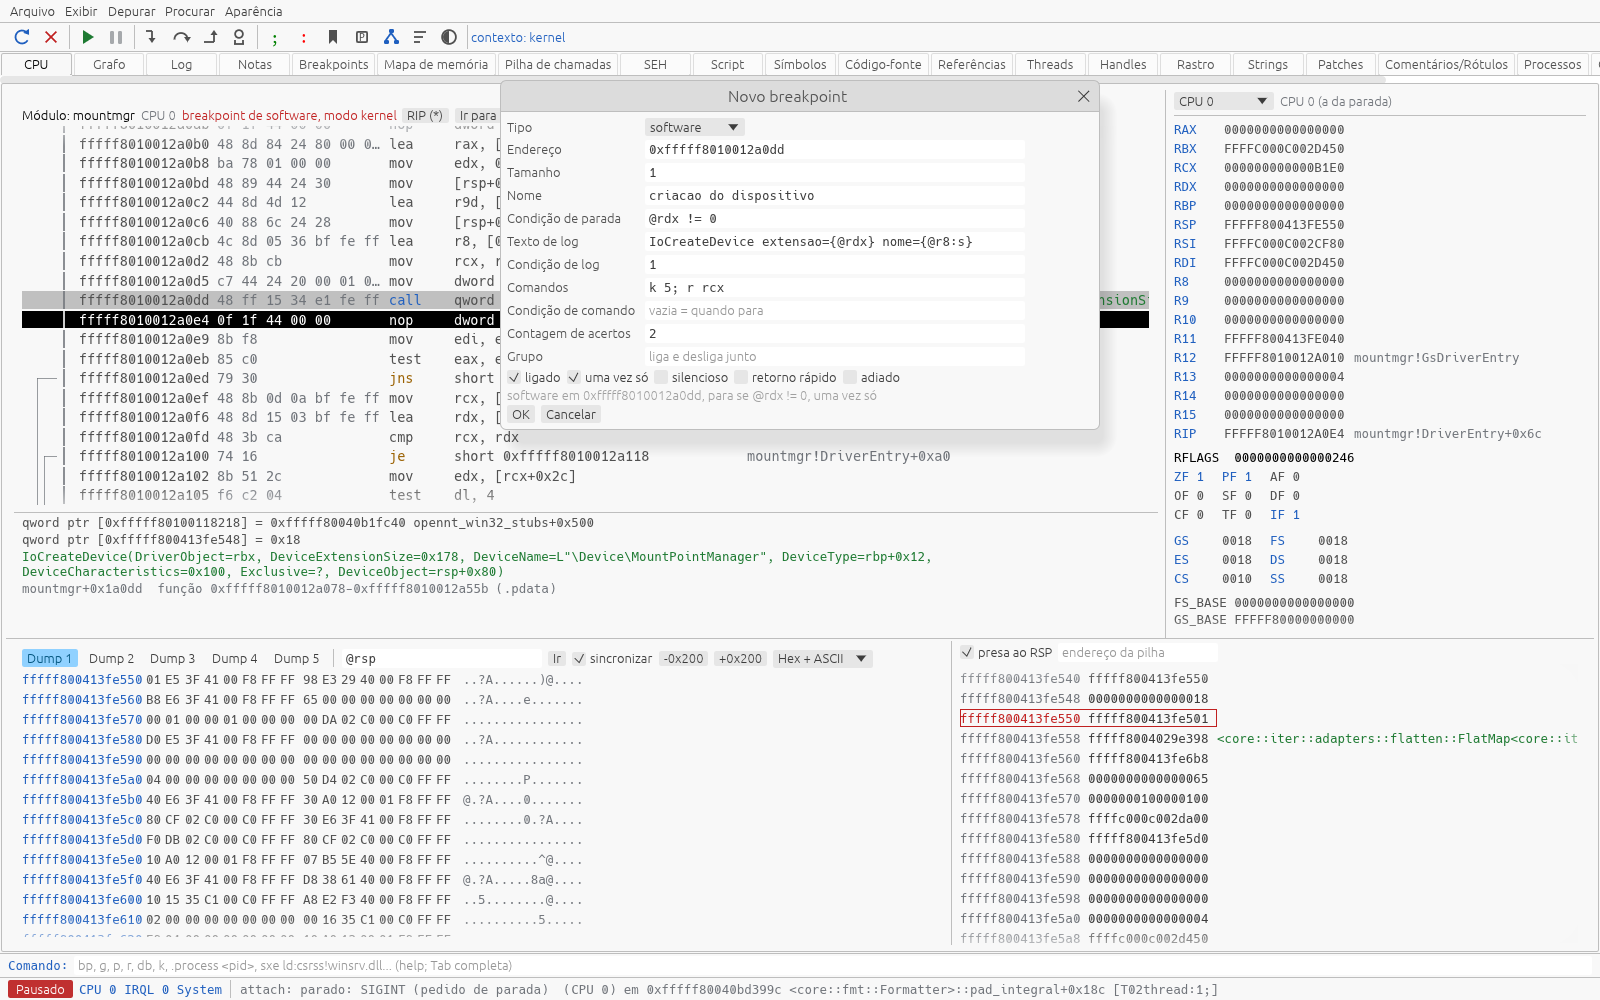 Arquivo Exibir Depurar Procurar Aparência
contexto: kernel
CPU Grafo Log Notas Breakpoints Mapa de memória Pilha de chamadas SEH Script Símbolos Código-fonte Referências Threads Handles Rastro Strings Patches Comentários/Rótulos Processos
Módulo: mountmgr CPU 0 breakpoint de software, modo kernel RIP (*) Ir para
fffff8010012a0b0 48 8d 84 24 80 00 0… lea rax, [
fffff8010012a0b8 ba 78 01 00 00 mov edx, 0
fffff8010012a0bd 48 89 44 24 30 mov [rsp+0
fffff8010012a0c2 44 8d 4d 12 lea r9d, [
fffff8010012a0c6 40 88 6c 24 28 mov [rsp+0
fffff8010012a0cb 4c 8d 05 36 bf fe ff lea r8, [0
fffff8010012a0d2 48 8b cb mov rcx, r
fffff8010012a0d5 c7 44 24 20 00 01 0… mov dword
fffff8010012a0dd 48 ff 15 34 e1 fe ff call qword
fffff8010012a0e4 0f 1f 44 00 00 nop dword
fffff8010012a0e9 8b f8 mov edi, e
fffff8010012a0eb 85 c0 test eax, e
fffff8010012a0ed 79 30 jns short
fffff8010012a0ef 48 8b 0d 0a bf fe ff mov rcx, [
fffff8010012a0f6 48 8d 15 03 bf fe ff lea rdx, [
fffff8010012a0fd 48 3b ca cmp rcx, rdx
fffff8010012a100 74 16 je short 0xfffff8010012a118 mountmgr!DriverEntry+0xa0
fffff8010012a102 8b 51 2c mov edx, [rcx+0x2c]
fffff8010012a105 f6 c2 04 test dl, 4
Novo breakpoint
Tipo software
Endereço 0xfffff8010012a0dd
Tamanho 1
Nome criacao do dispositivo
Condição de parada @rdx != 0
Texto de log IoCreateDevice extensao={@rdx} nome={@r8:s}
Condição de log 1
Comandos k 5; r rcx
Condição de comando vazia = quando para
Contagem de acertos 2
Grupo liga e desliga junto
ligado uma vez só silencioso retorno rápido adiado
software em 0xfffff8010012a0dd, para se @rdx != 0, uma vez só
OK Cancelar
qword ptr [0xfffff80100118218] = 0xfffff80040b1fc40 opennt_win32_stubs+0x500
qword ptr [0xfffff800413fe548] = 0x18
IoCreateDevice(DriverObject=rbx, DeviceExtensionSize=0x178, DeviceName=L"\Device\MountPointManager", DeviceType=rbp+0x12,
DeviceCharacteristics=0x100, Exclusive=?, DeviceObject=rsp+0x80)
mountmgr+0x1a0dd função 0xfffff8010012a078-0xfffff8010012a55b (.pdata)
CPU 0 CPU 0 (a da parada)
RAX 0000000000000000
RBX FFFFC000C002D450
RCX 000000000000B1E0
RDX 0000000000000000
RBP 0000000000000000
RSP FFFFF800413FE550
RSI FFFFC000C002CF80
RDI FFFFC000C002D450
R8 0000000000000000
R9 0000000000000000
R10 0000000000000000
R11 FFFFF800413FE040
R12 FFFFF8010012A010 mountmgr!GsDriverEntry
R13 0000000000000004
R14 0000000000000000
R15 0000000000000000
RIP FFFFF8010012A0E4 mountmgr!DriverEntry+0x6c
RFLAGS 0000000000000246
ZF 1 PF 1 AF 0
OF 0 SF 0 DF 0
CF 0 TF 0 IF 1
GS 0018 FS 0018
ES 0018 DS 0018
CS 0010 SS 0018
FS_BASE 0000000000000000
GS_BASE FFFFF80000000000
Dump 1 Dump 2 Dump 3 Dump 4 Dump 5 @rsp Ir sincronizar -0x200 +0x200 Hex + ASCII
fffff800413fe550 01 E5 3F 41 00 F8 FF FF 98 E3 29 40 00 F8 FF FF ..?A......)@....
fffff800413fe560 B8 E6 3F 41 00 F8 FF FF 65 00 00 00 00 00 00 00 ..?A....e.......
fffff800413fe570 00 01 00 00 01 00 00 00 00 DA 02 C0 00 C0 FF FF ................
fffff800413fe580 D0 E5 3F 41 00 F8 FF FF 00 00 00 00 00 00 00 00 ..?A............
fffff800413fe590 00 00 00 00 00 00 00 00 00 00 00 00 00 00 00 00 ................
fffff800413fe5a0 04 00 00 00 00 00 00 00 50 D4 02 C0 00 C0 FF FF ........P.......
fffff800413fe5b0 40 E6 3F 41 00 F8 FF FF 30 A0 12 00 01 F8 FF FF @.?A....0.......
fffff800413fe5c0 80 CF 02 C0 00 C0 FF FF 30 E6 3F 41 00 F8 FF FF ........0.?A....
fffff800413fe5d0 F0 DB 02 C0 00 C0 FF FF 80 CF 02 C0 00 C0 FF FF ................
fffff800413fe5e0 10 A0 12 00 01 F8 FF FF 07 B5 5E 40 00 F8 FF FF ..........^@....
fffff800413fe5f0 40 E6 3F 41 00 F8 FF FF D8 38 61 40 00 F8 FF FF @.?A.....8a@....
fffff800413fe600 10 15 35 C1 00 C0 FF FF A8 E2 F3 40 00 F8 FF FF ..5........@....
fffff800413fe610 02 00 00 00 00 00 00 00 00 16 35 C1 00 C0 FF FF ..........5.....
presa ao RSP endereço da pilha
fffff800413fe540 fffff800413fe550
fffff800413fe548 0000000000000018
fffff800413fe550 fffff800413fe501
fffff800413fe558 fffff8004029e398 <core::iter::adapters::flatten::FlatMap<core::it
fffff800413fe560 fffff800413fe6b8
fffff800413fe568 0000000000000065
fffff800413fe570 0000000100000100
fffff800413fe578 ffffc000c002da00
fffff800413fe580 fffff800413fe5d0
fffff800413fe588 0000000000000000
fffff800413fe590 0000000000000000
fffff800413fe598 0000000000000000
fffff800413fe5a0 0000000000000004
fffff800413fe5a8 ffffc000c002d450
Comando: bp, g, p, r, db, k, .process <pid>, sxe ld:csrss!winsrv.dll... (help; Tab completa)
Pausado CPU 0 IRQL 0 System attach: parado: SIGINT (pedido de parada) (CPU 0) em 0xfffff80040bd399c <core::fmt::Formatter>::pad_integral+0x18c [T02thread:1;]